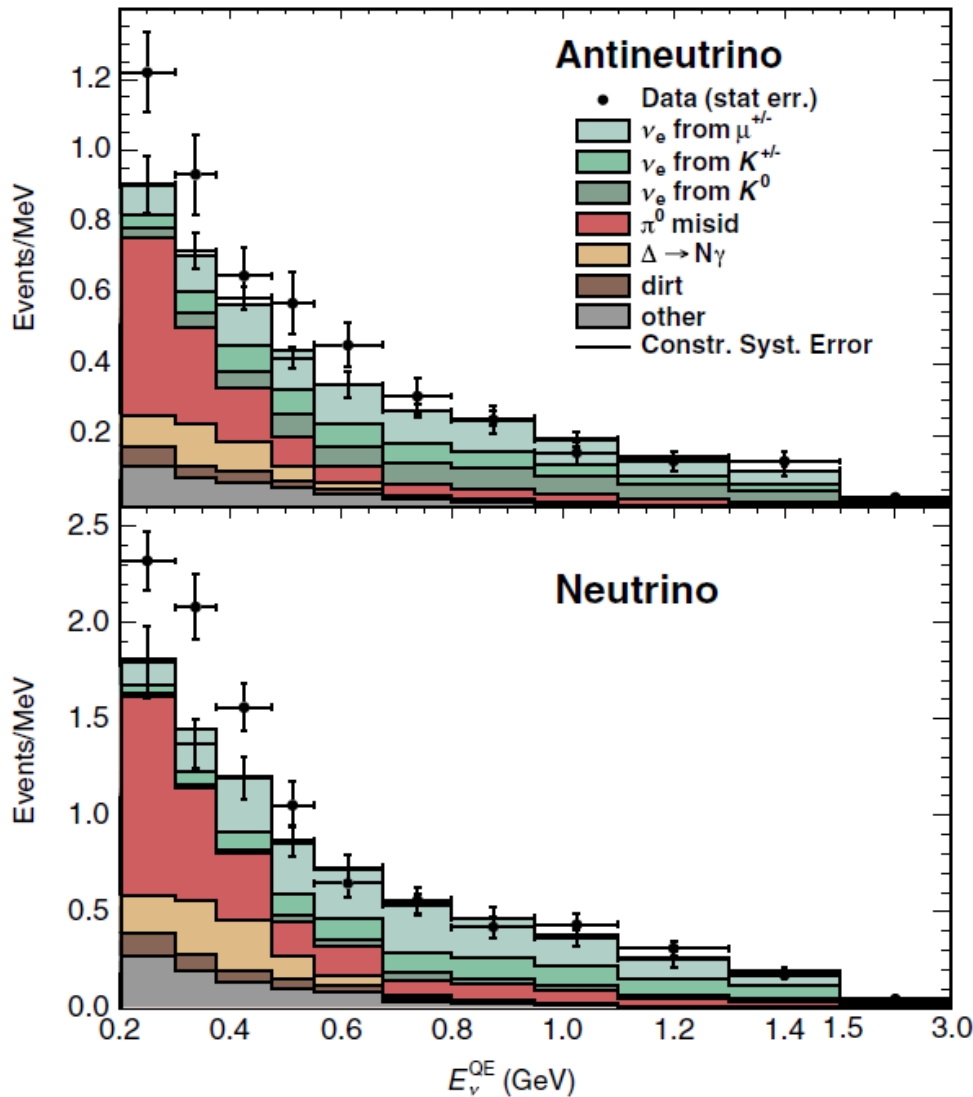 Antineutrino
Data (stat err.)
νe from μ+/-
νe from K+/-
νe from K0
π0 misid
Δ → Nγ
dirt
other
Constr. Syst. Error
Events/MeV
1.2
1.0
0.8
0.6
0.4
0.2
Neutrino
Events/MeV
2.5
2.0
1.5
1.0
0.5
0.0
0.2 0.4 0.6 0.8 1.0 1.2 1.4 1.5 3.0
EνQE (GeV)